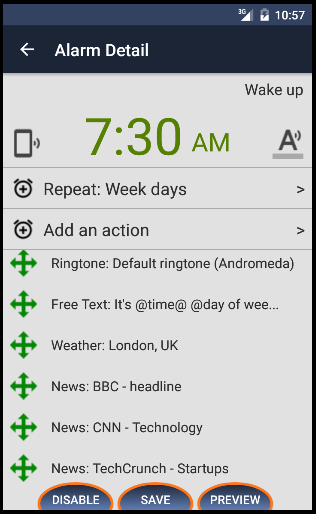 3G 10:57
Alarm Detail
Wake up
7:30 AM
A
Repeat: Week days >
Add an action >
Ringtone: Default ringtone (Andromeda)
Free Text: It's @time@ @day of wee...
Weather: London, UK
News: BBC - headline
News: CNN - Technology
News: TechCrunch - Startups
DISABLE SAVE PREVIEW